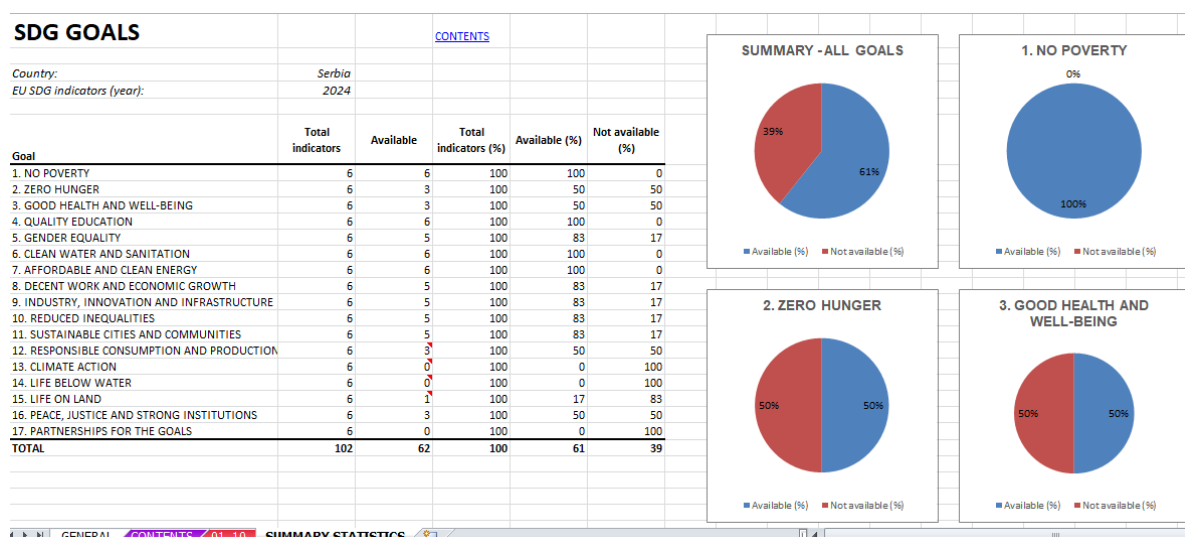 SDG GOALS
CONTENTS
Country: Serbia
EU SDG indicators (year): 2024
Goal Total indicators Available Total indicators (%) Available (%) Not available (%)
1. NO POVERTY 6 6 100 100 0
2. ZERO HUNGER 6 3 100 50 50
3. GOOD HEALTH AND WELL-BEING 6 3 100 50 50
4. QUALITY EDUCATION 6 6 100 100 0
5. GENDER EQUALITY 6 5 100 83 17
6. CLEAN WATER AND SANITATION 6 6 100 100 0
7. AFFORDABLE AND CLEAN ENERGY 6 6 100 100 0
8. DECENT WORK AND ECONOMIC GROWTH 6 5 100 83 17
9. INDUSTRY, INNOVATION AND INFRASTRUCTURE 6 5 100 83 17
10. REDUCED INEQUALITIES 6 5 100 83 17
11. SUSTAINABLE CITIES AND COMMUNITIES 6 5 100 83 17
12. RESPONSIBLE CONSUMPTION AND PRODUCTION 6 3 100 50 50
13. CLIMATE ACTION 6 0 100 0 100
14. LIFE BELOW WATER 6 0 100 0 100
15. LIFE ON LAND 6 1 100 17 83
16. PEACE, JUSTICE AND STRONG INSTITUTIONS 6 3 100 50 50
17. PARTNERSHIPS FOR THE GOALS 6 0 100 0 100
TOTAL 102 62 100 61 39
SUMMARY - ALL GOALS
39%
61%
Available (%) Not available (%)
1. NO POVERTY
0%
100%
Available (%) Not available (%)
2. ZERO HUNGER
50% 50%
Available (%) Not available (%)
3. GOOD HEALTH AND
WELL-BEING
50% 50%
Available (%) Not available (%)
GENERAL CONTENTS 01_10 SUMMARY STATISTICS